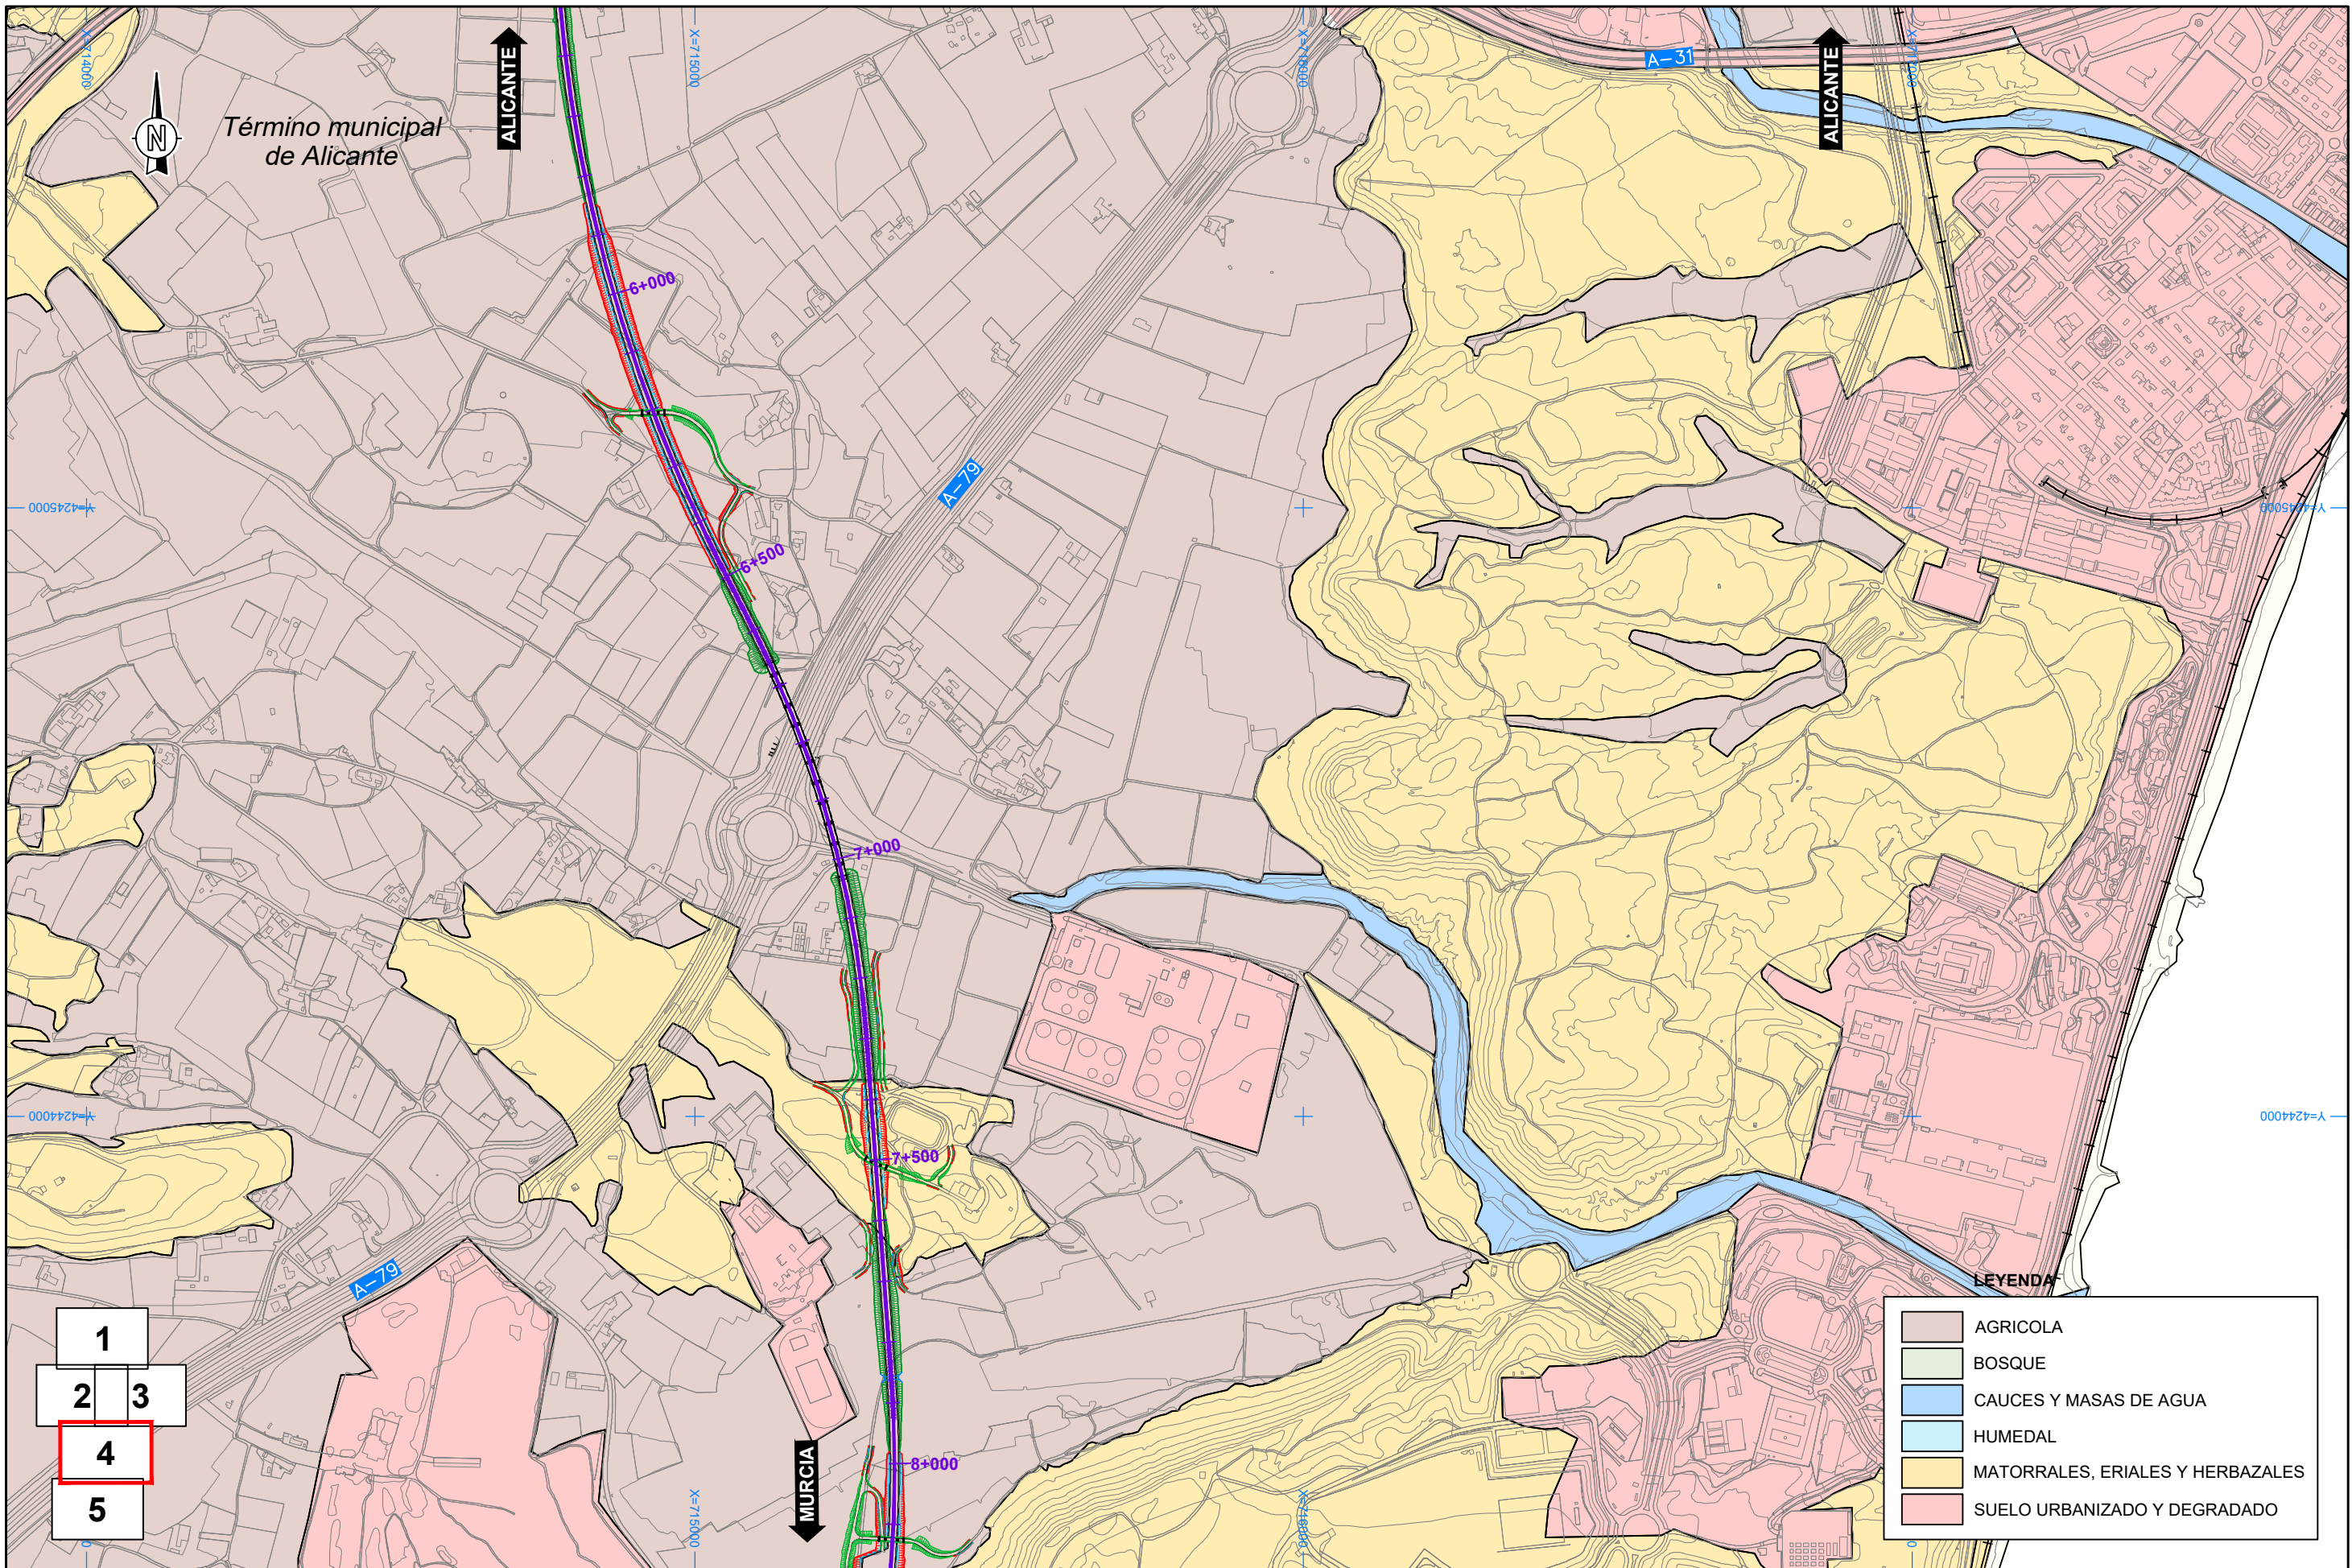 X=714000
X=715000
X=716000
X=717000
ALICANTE
ALICANTE
A-31
N
Término municipal
de Alicante
6+000
A-79
Y=4245000
Y=4245000
6+500
7+000
Y=4244000
Y=4244000
7+500
A-79
LEYENDA
AGRICOLA
BOSQUE
CAUCES Y MASAS DE AGUA
HUMEDAL
MATORRALES, ERIALES Y HERBAZALES
SUELO URBANIZADO Y DEGRADADO
1
2 3
4
5
MURCIA
8+000
X=715000
X=716000